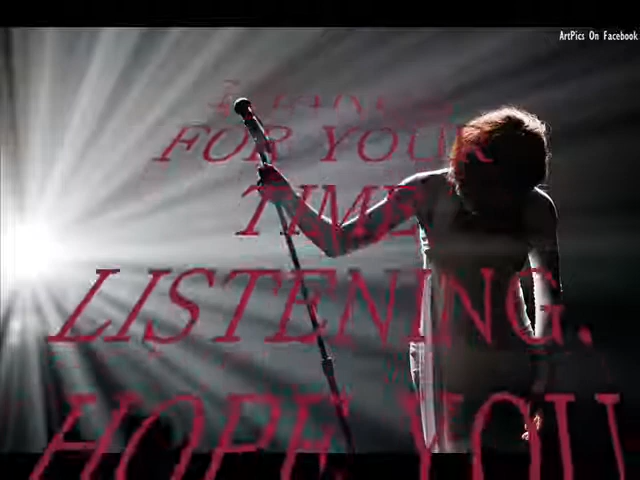 ArtPics On Facebook
FOR YOUR
TIME
LISTENING.
HOPE YOU